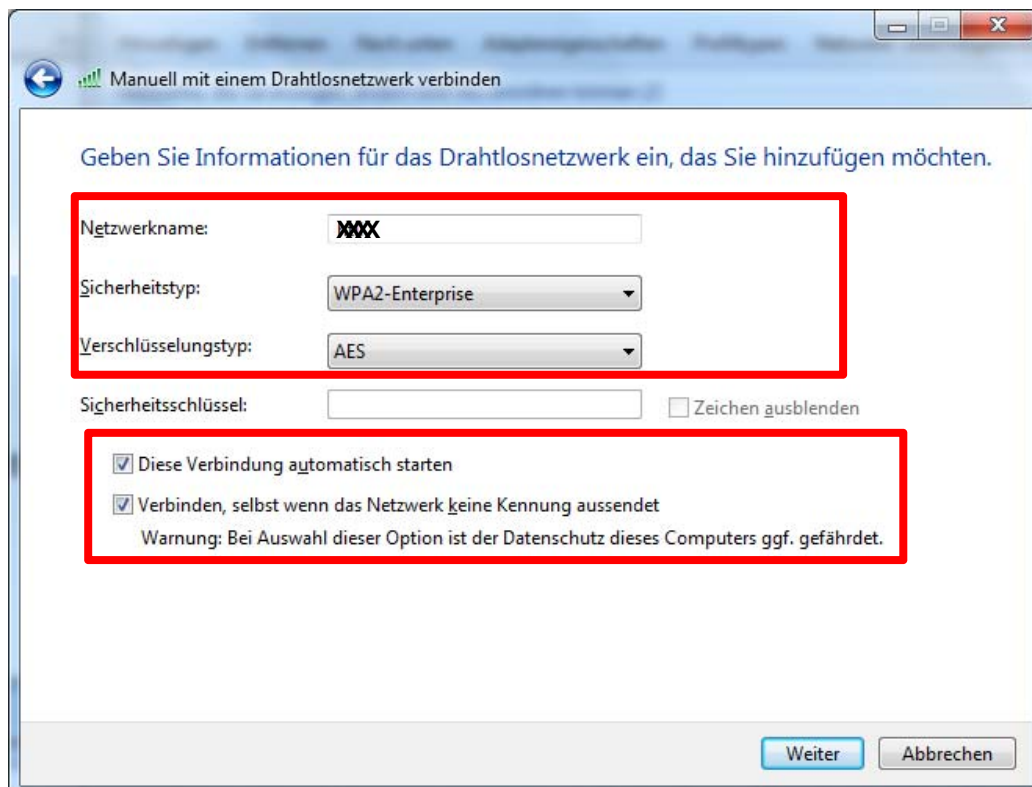 Manuell mit einem Drahtlosnetzwerk verbinden
Geben Sie Informationen für das Drahtlosnetzwerk ein, das Sie hinzufügen möchten.
Netzwerkname: XXXX
Sicherheitstyp: WPA2-Enterprise
Verschlüsselungstyp: AES
Sicherheitsschlüssel: Zeichen ausblenden
Diese Verbindung automatisch starten
Verbinden, selbst wenn das Netzwerk keine Kennung aussendet
Warnung: Bei Auswahl dieser Option ist der Datenschutz dieses Computers ggf. gefährdet.
Weiter Abbrechen